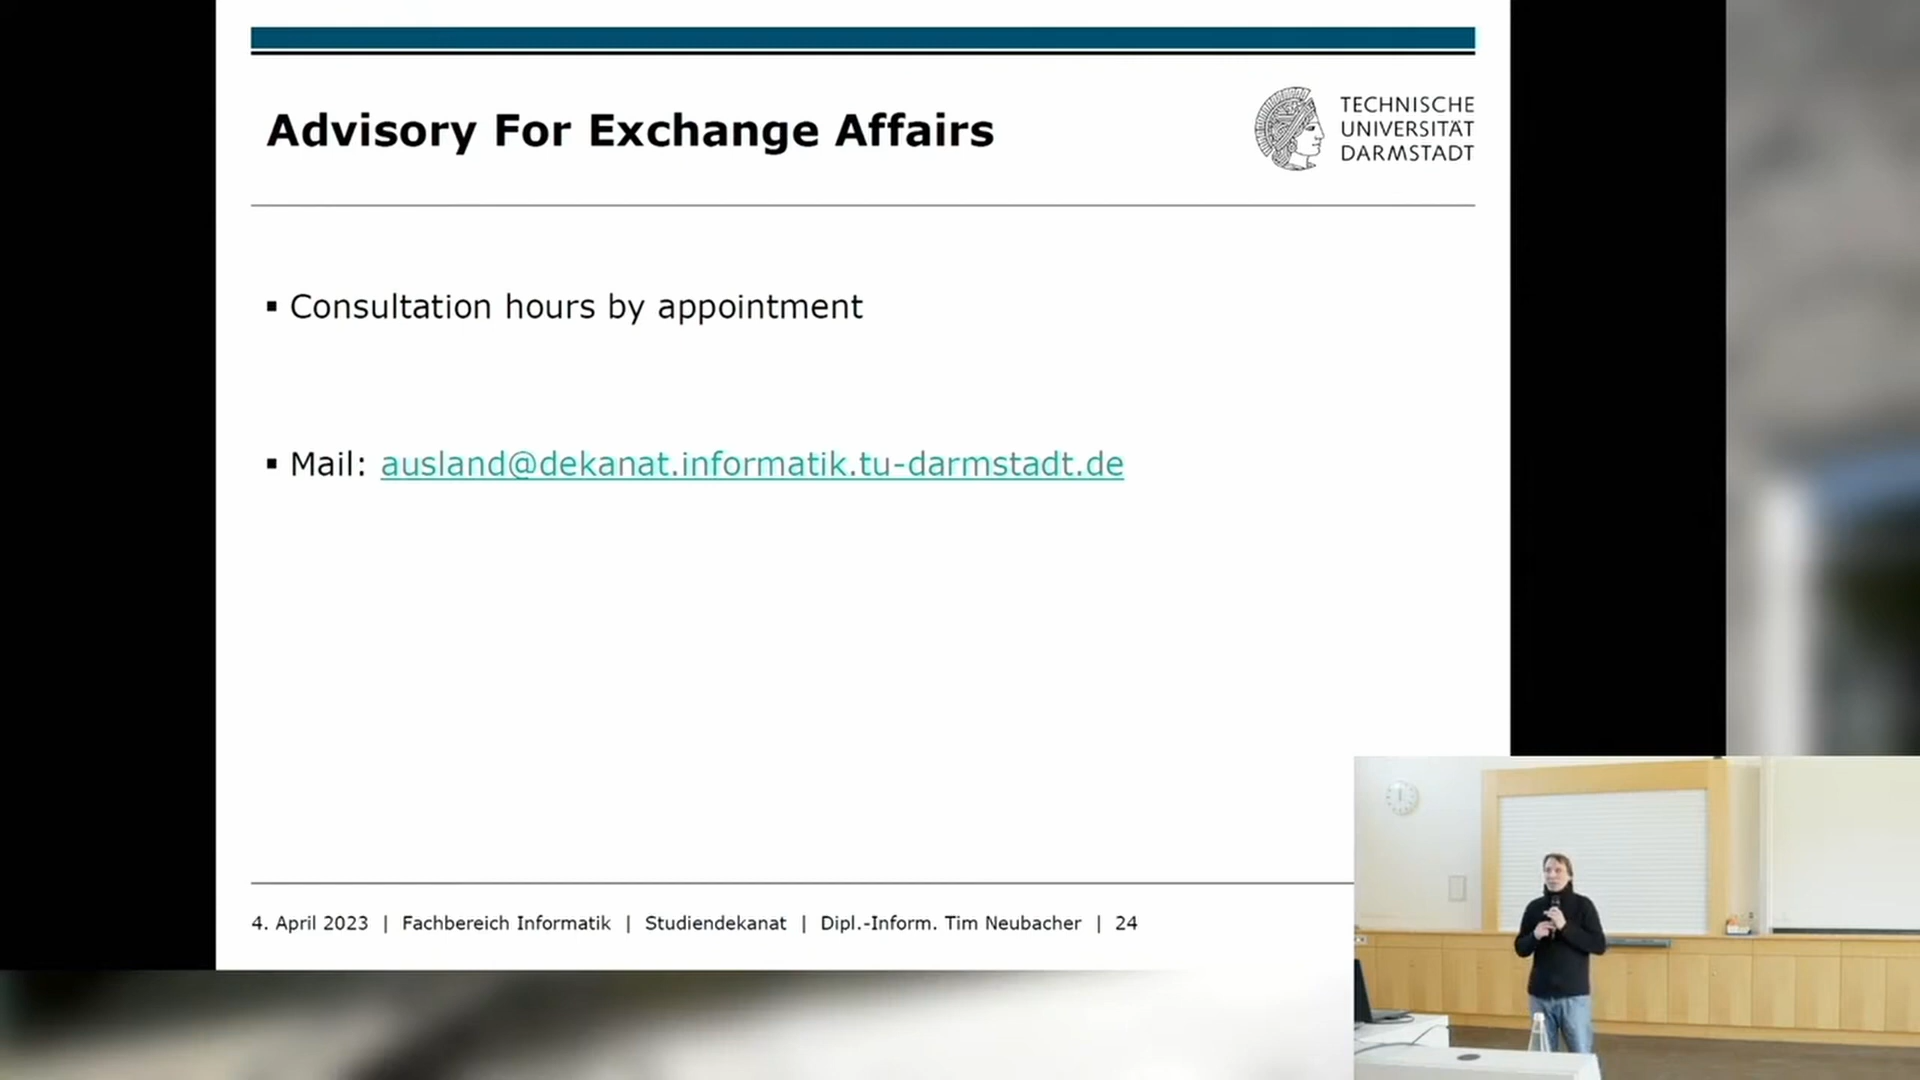 Advisory For Exchange Affairs
TECHNISCHE
UNIVERSITÄT
DARMSTADT
▪ Consultation hours by appointment
▪ Mail: ausland@dekanat.informatik.tu-darmstadt.de
4. April 2023 | Fachbereich Informatik | Studiendekanat | Dipl.-Inform. Tim Neubacher | 24